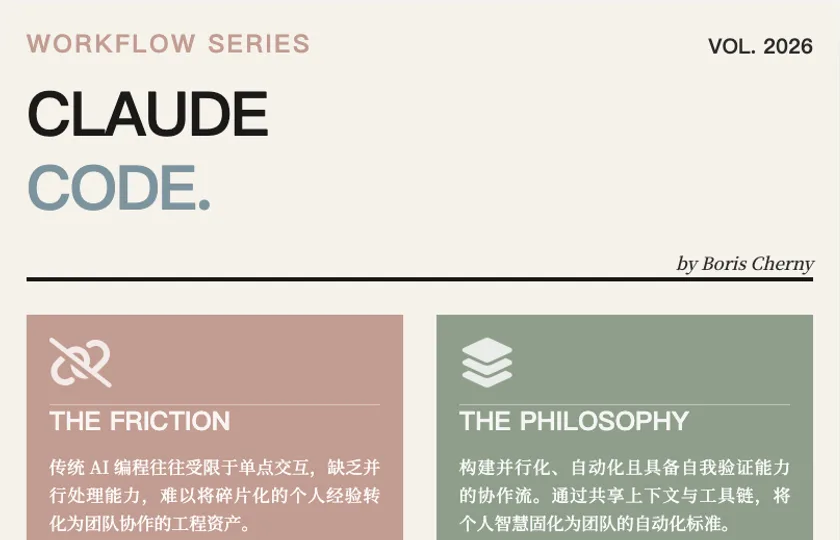 WORKFLOW SERIES
VOL. 2026
CLAUDE
CODE.
by Boris Cherny
THE FRICTION
传统 AI 编程往往受限于单点交互，缺乏并
行处理能力，难以将碎片化的个人经验转
化为团队协作的工程资产。
THE PHILOSOPHY
构建并行化、自动化且具备自我验证能力
的协作流。通过共享上下文与工具链，将
个人智慧固化为团队的自动化标准。